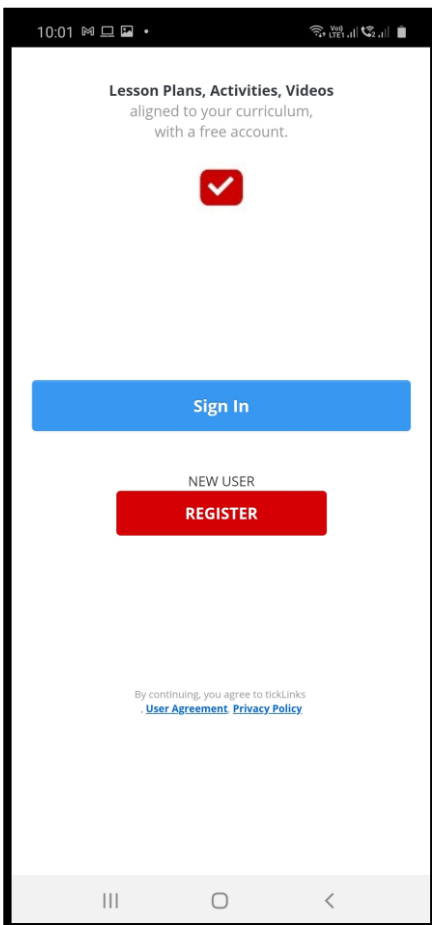 10:01
Lesson Plans, Activities, Videos
aligned to your curriculum,
with a free account.
Sign In
NEW USER
REGISTER
By continuing, you agree to tickLinks
, User Agreement, Privacy Policy